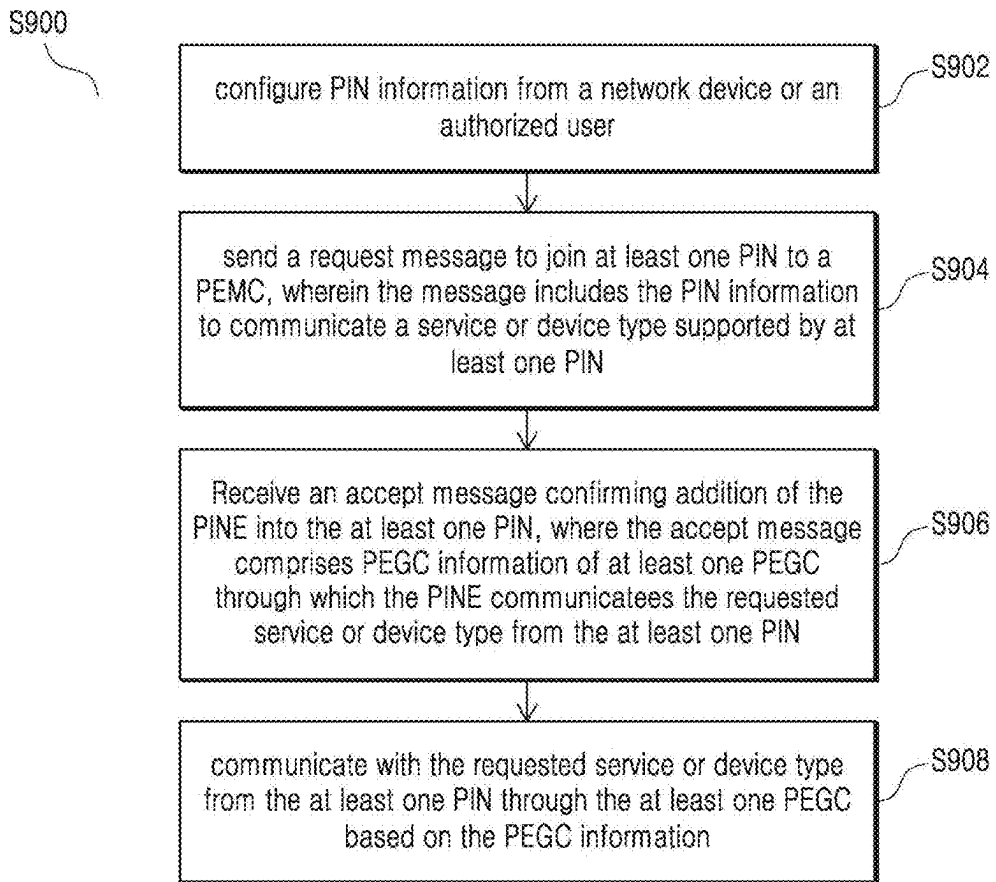 S900
configure PIN information from a network device or an
authorized user
S902
send a request message to join at least one PIN to a
PEMC, wherein the message includes the PIN information
to communicate a service or device type supported by at
least one PIN
S904
Receive an accept message confirming addition of the
PINE into the at least one PIN, where the accept message
comprises PEGC information of at least one PEGC
through which the PINE communicatees the requested
service or device type from the at least one PIN
S906
communicate with the requested service or device type
from the at least one PIN through the at least one PEGC
based on the PEGC information
S908